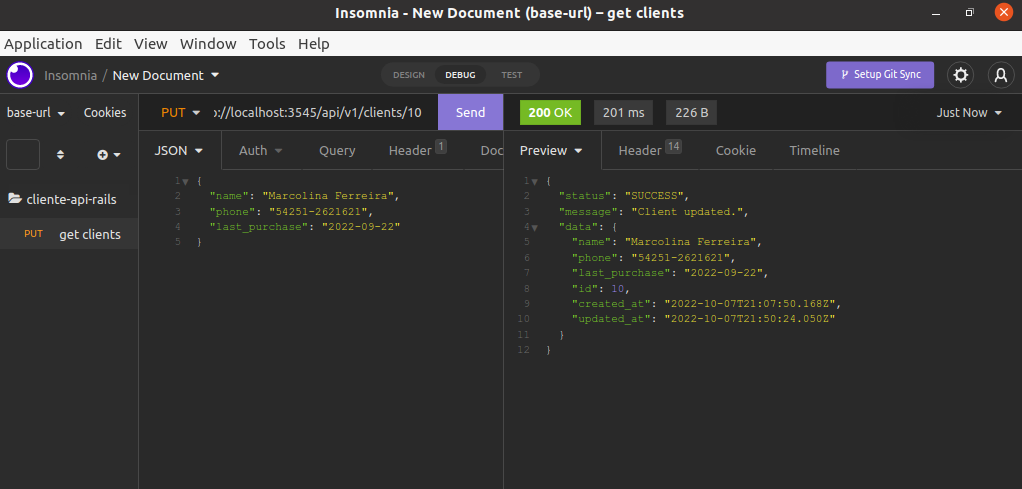 Insomnia - New Document (base-url) – get clients
Application Edit View Window Tools Help
Insomnia / New Document
DESIGN DEBUG TEST
Setup Git Sync
base-url Cookies
PUT ://localhost:3545/api/v1/clients/10 Send
200 OK 201 ms 226 B Just Now
JSON Auth Query Header 1 Doc
Preview Header 14 Cookie Timeline
cliente-api-rails
PUT get clients
1 {
2 "name": "Marcolina Ferreira",
3 "phone": "54251-2621621",
4 "last_purchase": "2022-09-22"
5 }
1 {
2 "status": "SUCCESS",
3 "message": "Client updated.",
4 "data": {
5 "name": "Marcolina Ferreira",
6 "phone": "54251-2621621",
7 "last_purchase": "2022-09-22",
8 "id": 10,
9 "created_at": "2022-10-07T21:07:50.168Z",
10 "updated_at": "2022-10-07T21:50:24.050Z"
11 }
12 }